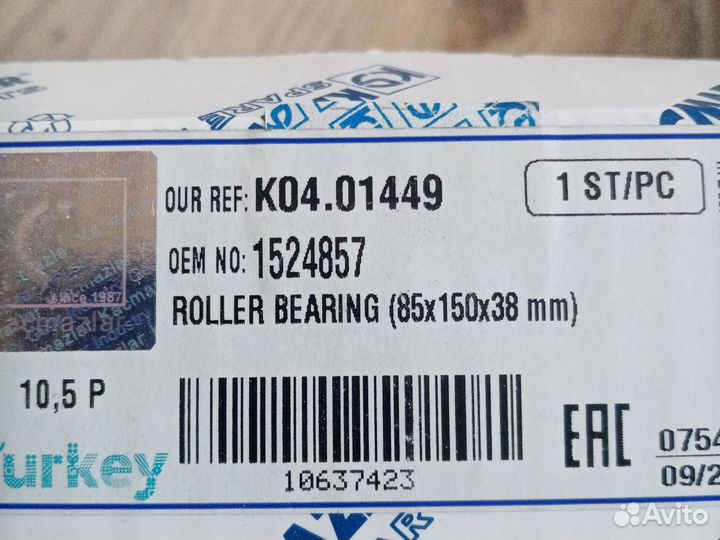 SPARE
OUR REF: K04.01449
1 ST/PC
OEM NO: 1524857
ROLLER BEARING (85x150x38 mm)
since 1987
10,5 P
Turkey
10637423
EAC
0754
09/2
Avito